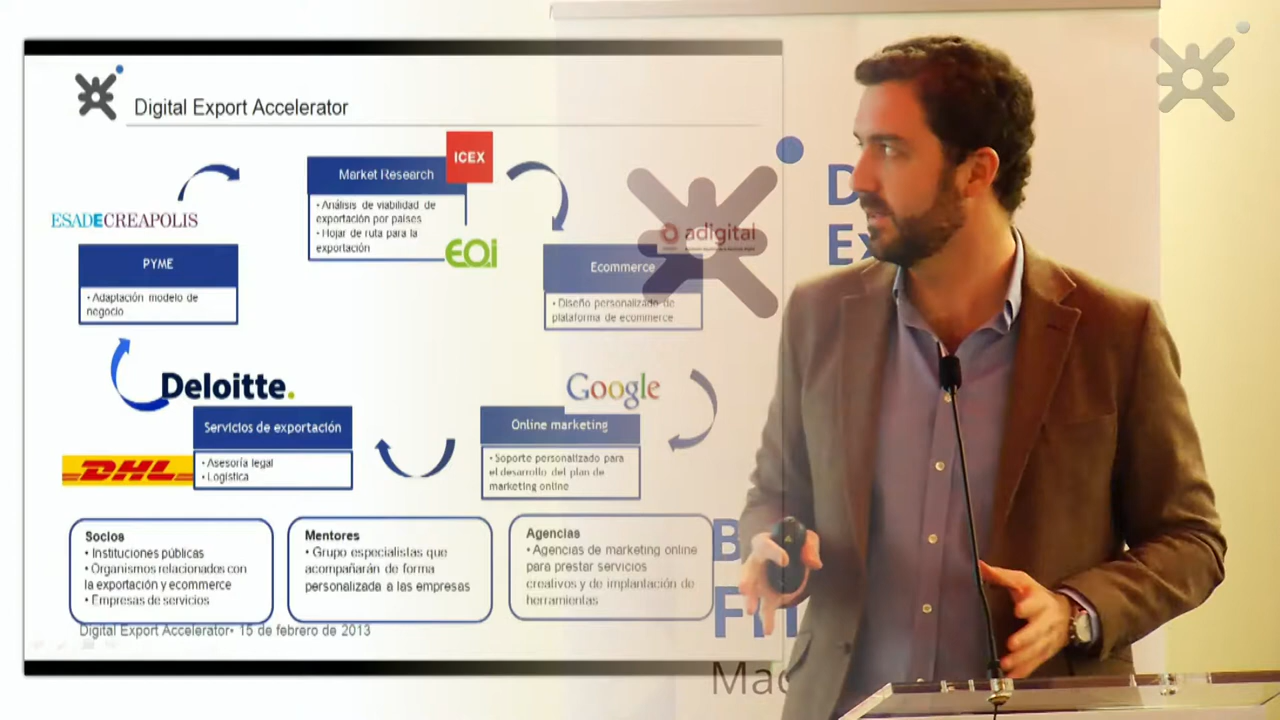 Digital Export Accelerator
ICEX
Market Research
• Análisis de viabilidad de
exportación por países
• Hojar de ruta para la
exportación
EOi
ESADECREAPOLIS
PYME
• Adaptación modelo de
negocio
adigital
Ecommerce
• Diseño personalizado de
plataforma de ecommerce
Deloitte.
Google
Servicios de exportación
• Asesoría legal
• Logística
DHL
Online marketing
• Soporte personalizado para
el desarrollo del plan de
marketing online
Socios
• Instituciones públicas
• Organismos relacionados con
la exportación y ecommerce
• Empresas de servicios
Mentores
• Grupo especialistas que
acompañarán de forma
personalizada a las empresas
Agencias
• Agencias de marketing online
para prestar servicios
creativos y de implantación de
herramientas
Digital Export Accelerator• 15 de febrero de 2013